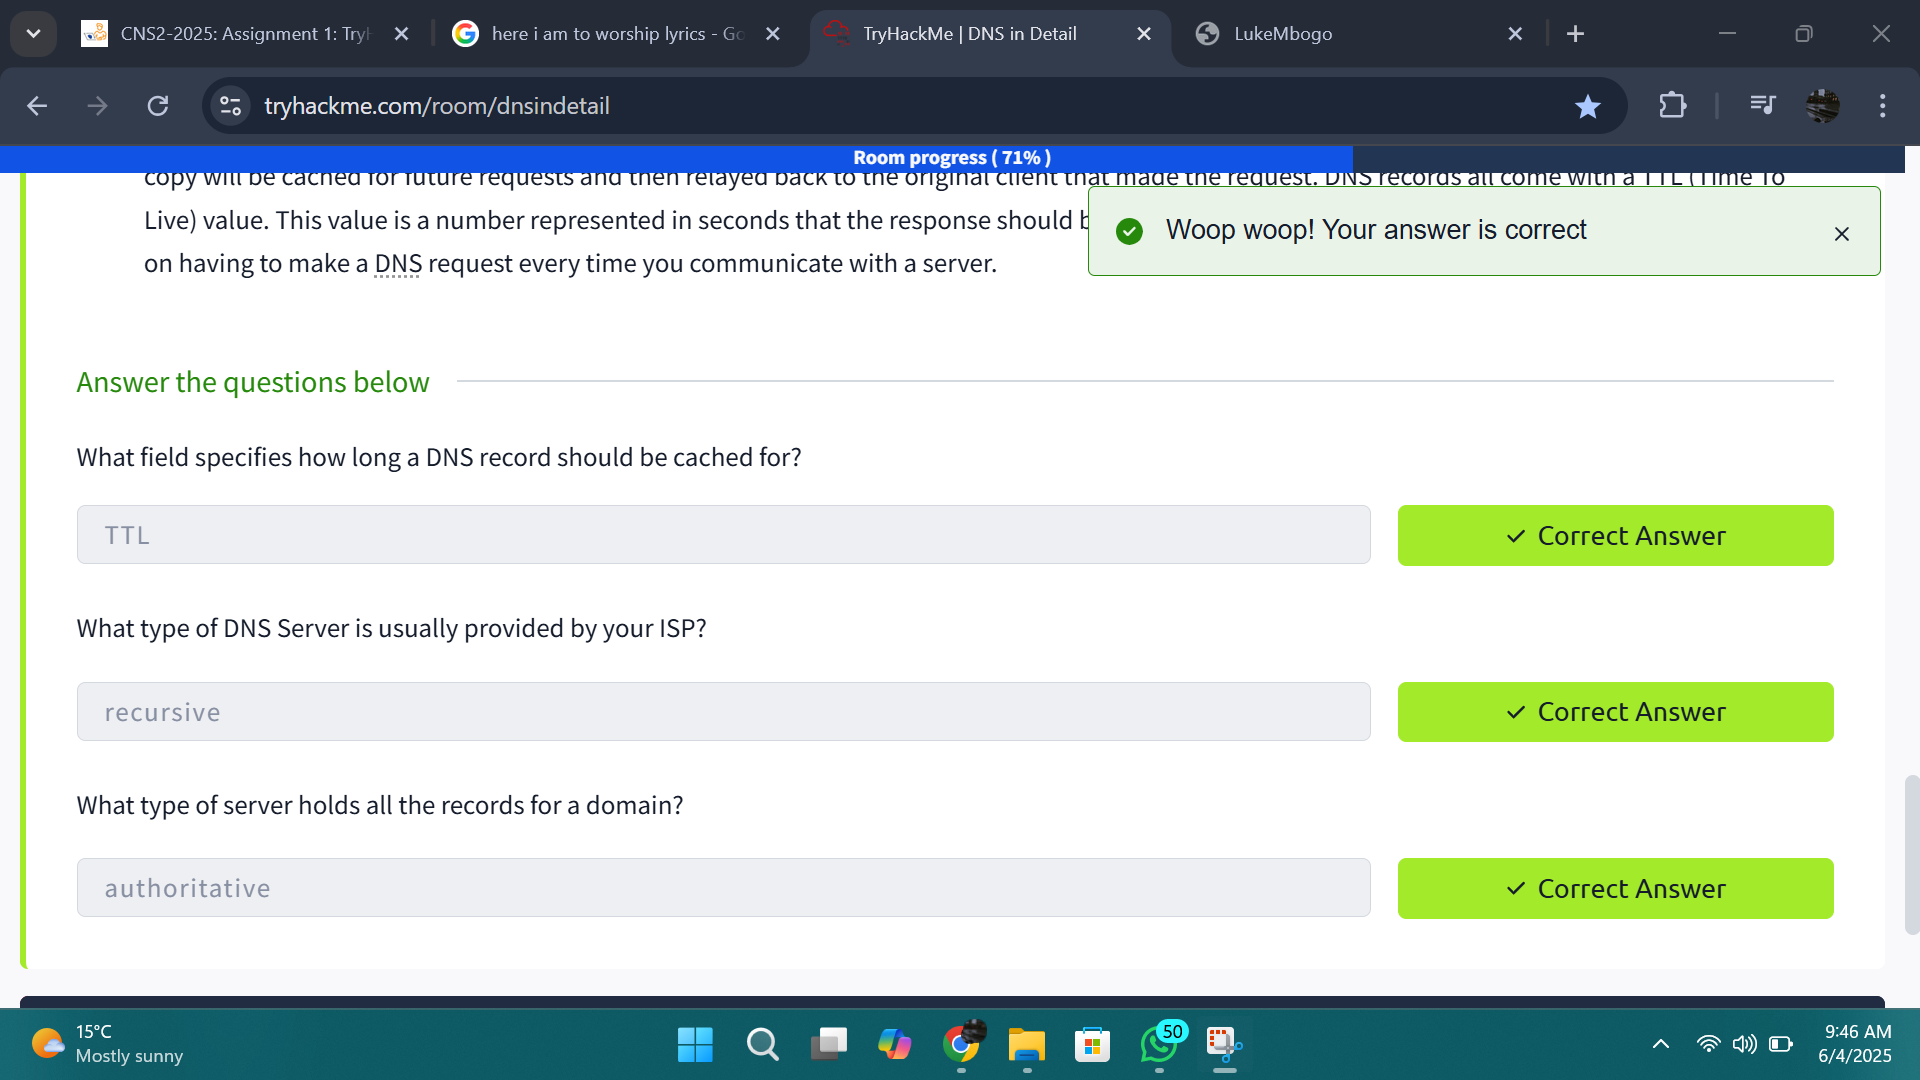 CNS2-2025: Assignment 1: Try
here i am to worship lyrics - Go
TryHackMe | DNS in Detail
LukeMbogo
tryhackme.com/room/dnsindetail
Room progress ( 71% )
copy will be cached for future requests and then relayed back to the original client that made the request. DNS records all come with a TTL (Time To
Live) value. This value is a number represented in seconds that the response should
on having to make a DNS request every time you communicate with a server.
Woop woop! Your answer is correct
Answer the questions below
What field specifies how long a DNS record should be cached for?
TTL
Correct Answer
What type of DNS Server is usually provided by your ISP?
recursive
Correct Answer
What type of server holds all the records for a domain?
authoritative
Correct Answer
15°C
Mostly sunny
50
9:46 AM
6/4/2025